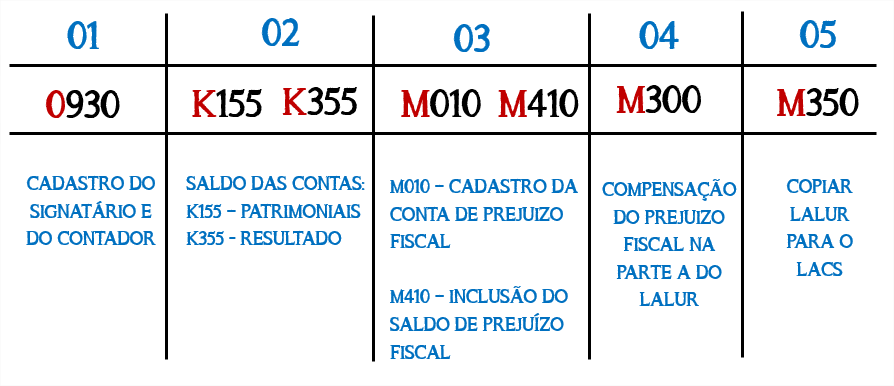 01 02 03 04 05
0930 K155 K355 M010 M410 M300 M350
CADASTRO DO
SIGNATÁRIO E
DO CONTADOR
SALDO DAS CONTAS:
K155 – PATRIMONIAIS
K355 - RESULTADO
M010 – CADASTRO DA
CONTA DE PREJUIZO
FISCAL
M410 – INCLUSÃO DO
SALDO DE PREJUÍZO
FISCAL
COMPENSAÇÃO
DO PREJUIZO
FISCAL NA
PARTE A DO
LALUR
COPIAR
LALUR
PARA O
LACS